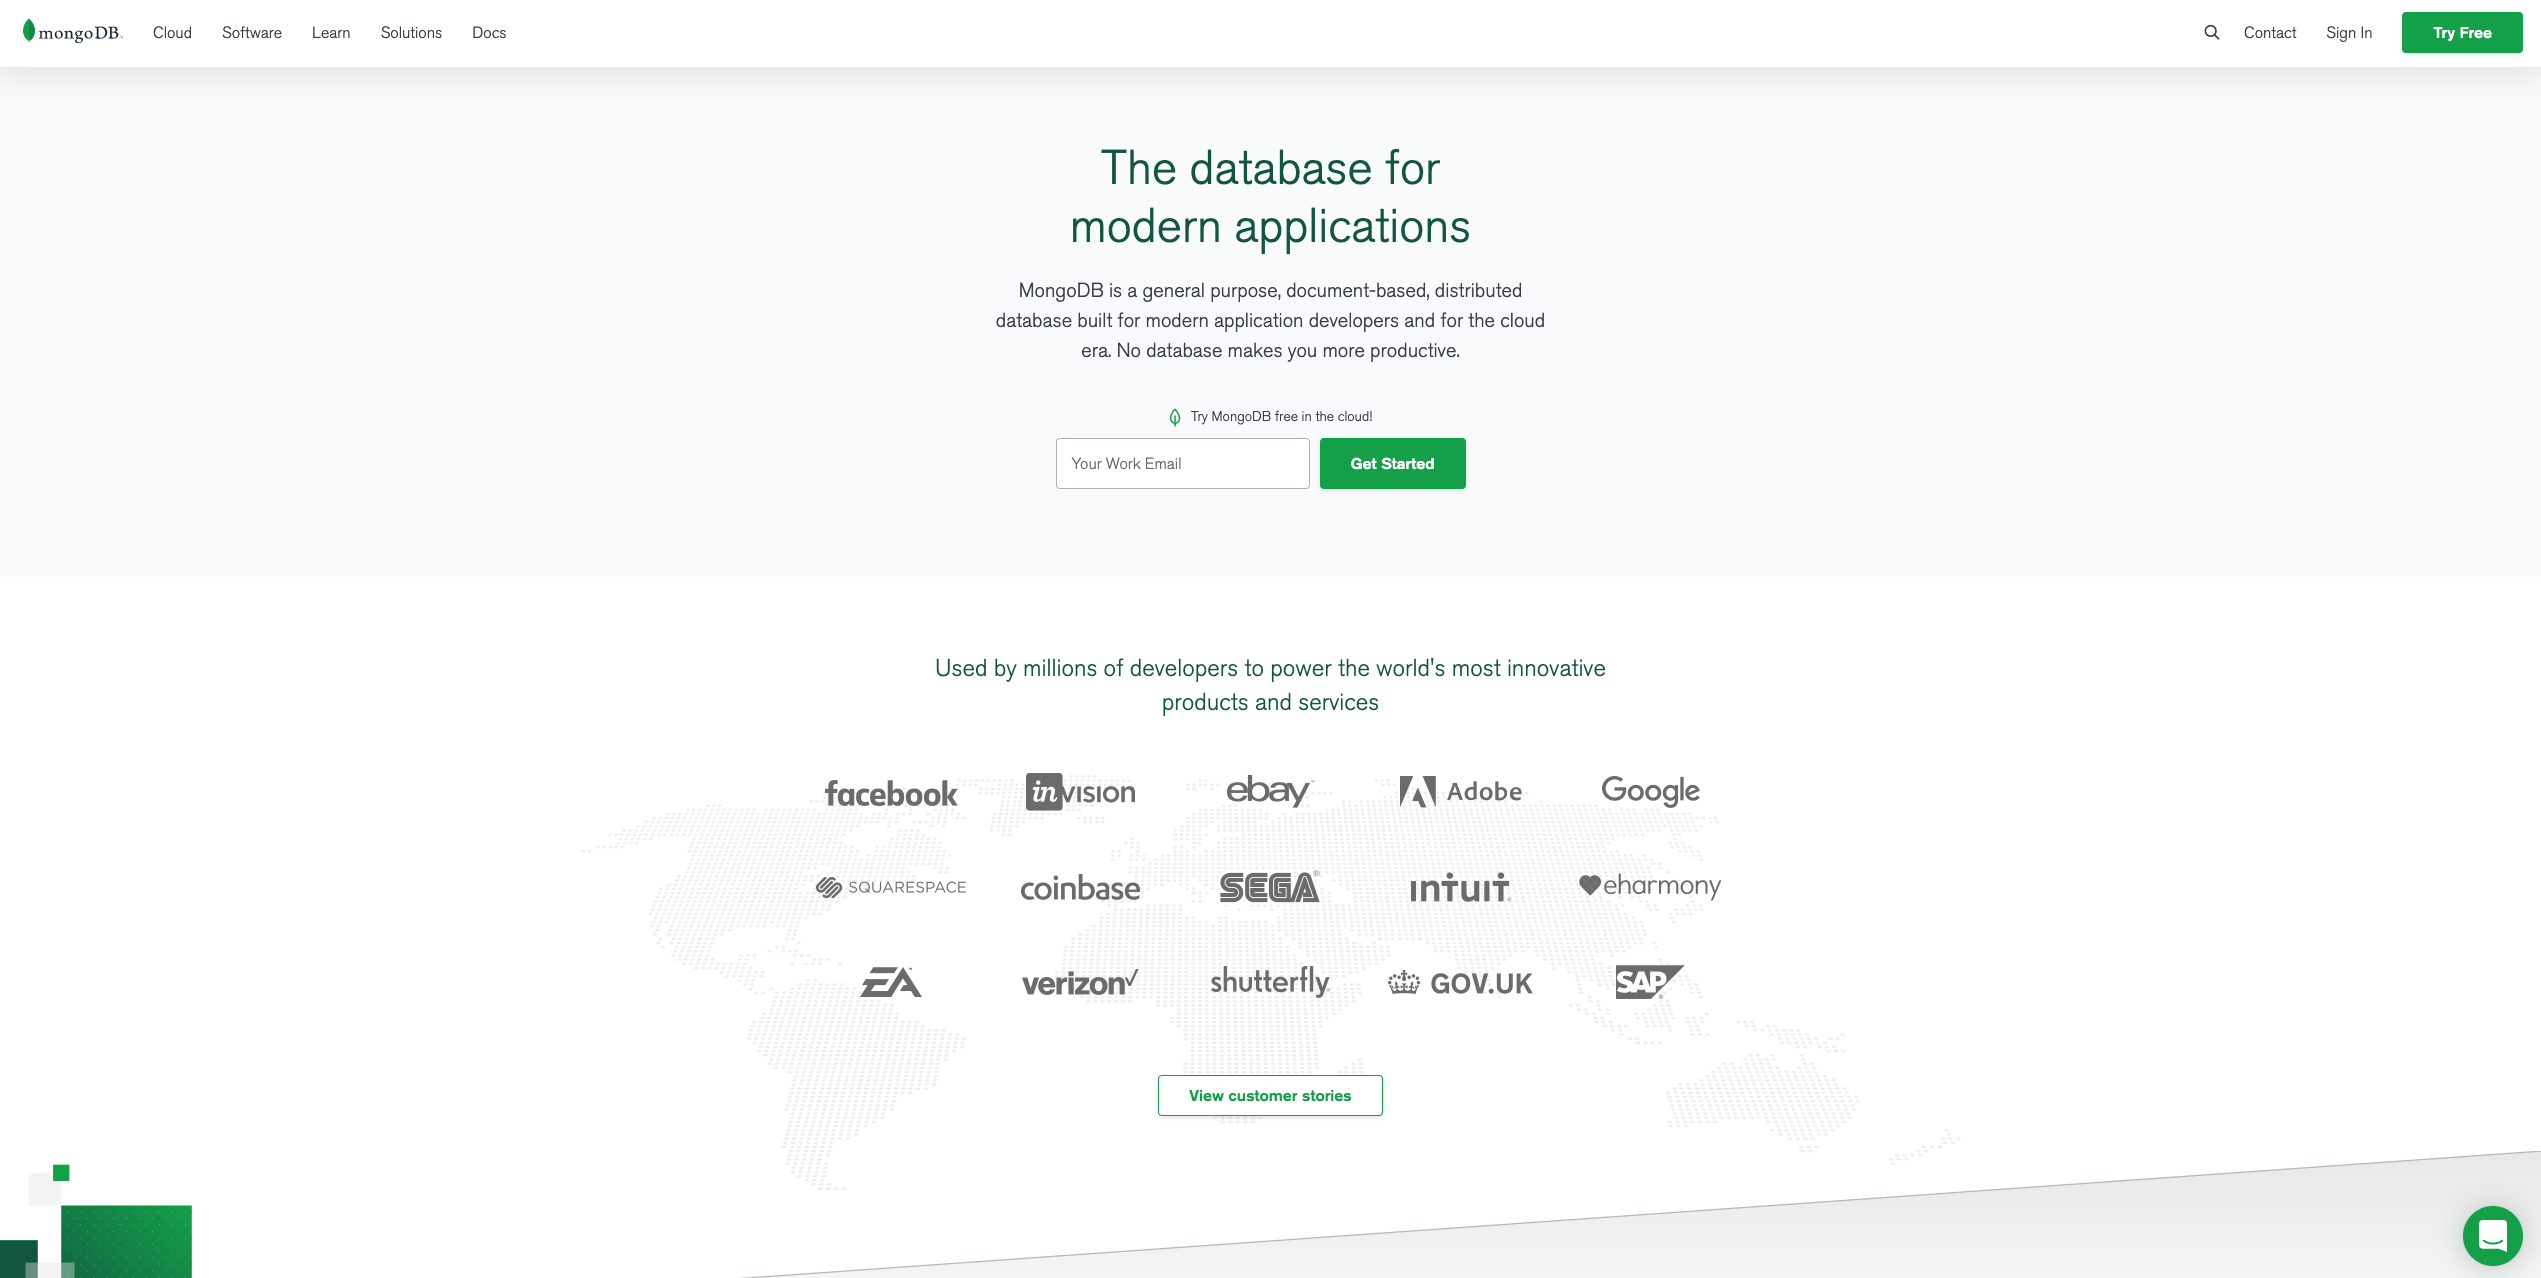 mongoDB.
Cloud
Software
Learn
Solutions
Docs
Contact
Sign In
Try Free
The database for
modern applications
MongoDB is a general purpose, document-based, distributed
database built for modern application developers and for the cloud
era. No database makes you more productive.
Try MongoDB free in the cloud!
Your Work Email
Get Started
Used by millions of developers to power the world's most innovative
products and services
facebook
invision
ebay™
Adobe
Google
SQUARESPACE
coinbase
SEGA®
intuit
eharmony
EA
verizon✓
shutterfly
GOV.UK
SAP
View customer stories